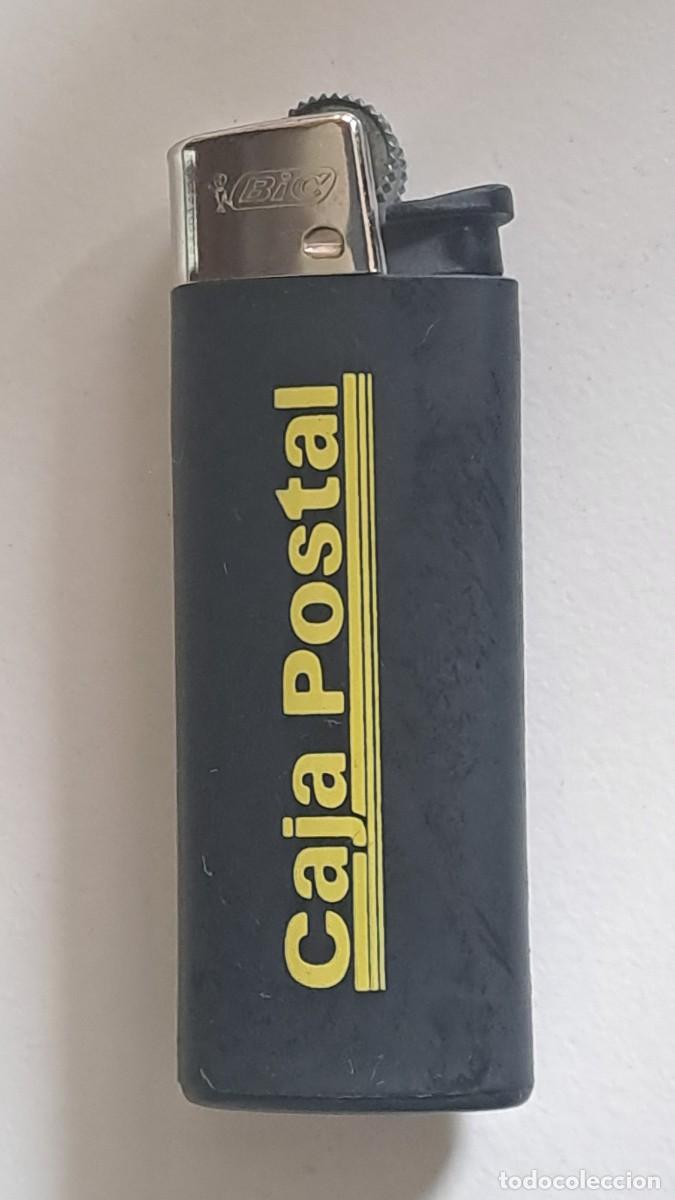 BiC
Caja Postal
todocoleccion